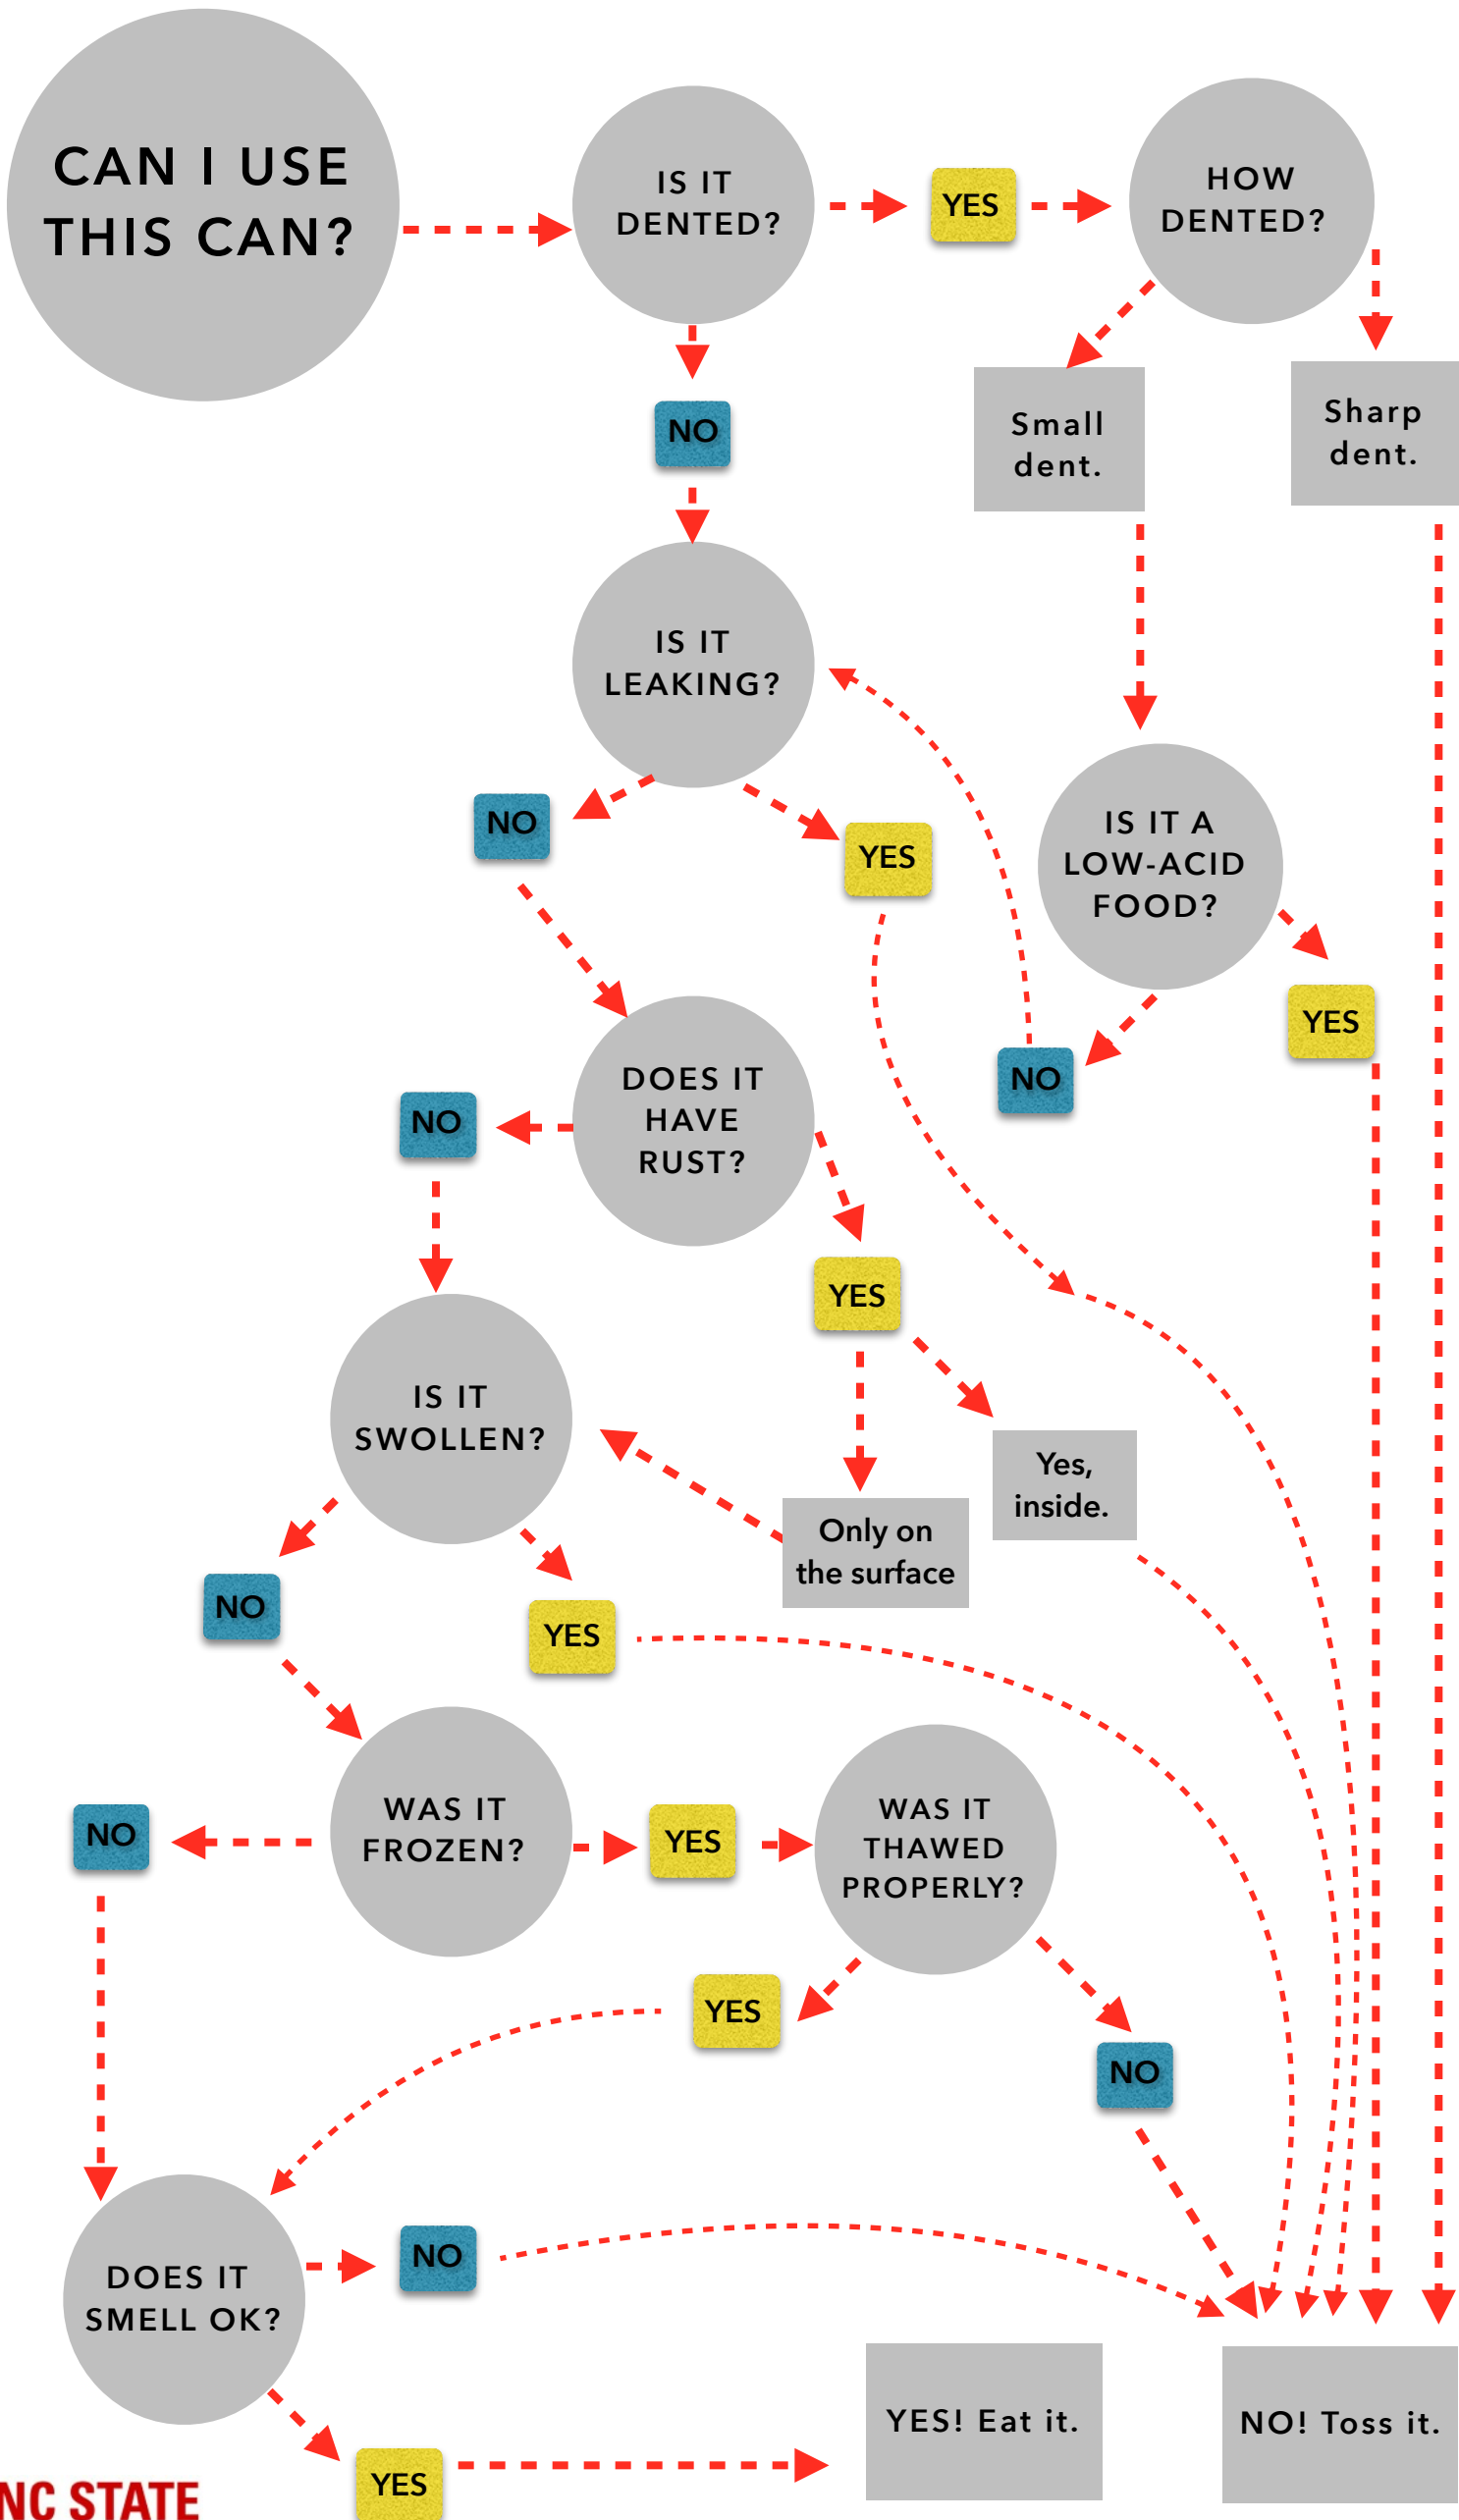 CAN I USE
THIS CAN?
IS IT
DENTED?
YES
HOW
DENTED?
NO
Small
dent.
Sharp
dent.
IS IT
LEAKING?
NO
YES
IS IT A
LOW-ACID
FOOD?
YES
NO
DOES IT
HAVE
RUST?
NO
YES
IS IT
SWOLLEN?
Yes,
inside.
Only on
the surface
NO
YES
WAS IT
FROZEN?
NO
YES
WAS IT
THAWED
PROPERLY?
YES
NO
DOES IT
SMELL OK?
NO
YES! Eat it.
NO! Toss it.
YES
NC STATE